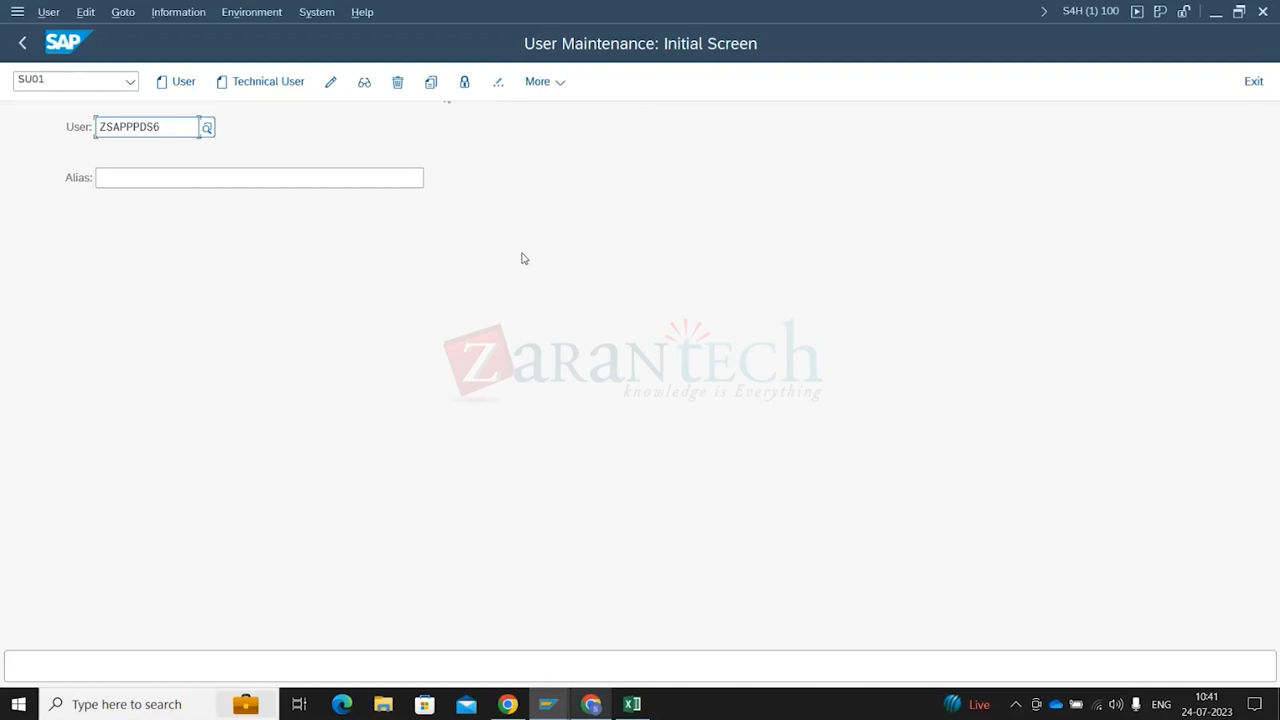 User Edit Goto Information Environment System Help
S4H (1) 100
SAP
User Maintenance: Initial Screen
SU01
User
Technical User
More
Exit
User: ZSAPPPDS6
Alias:
ZaranTech
knowledge is Everything
Type here to search
Live
ENG
10:41
24-07-2023